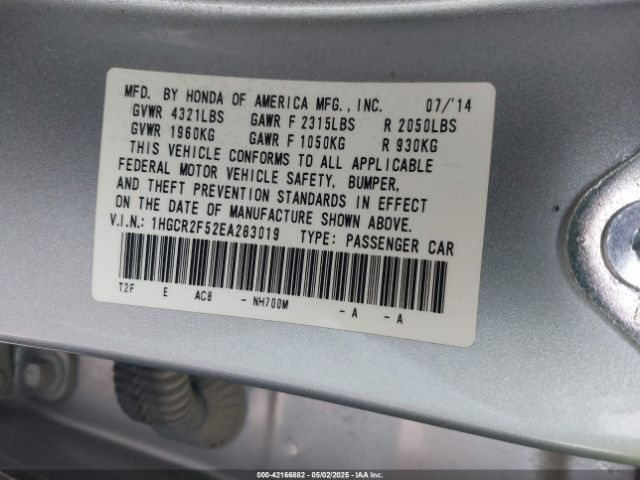 MFD. BY HONDA OF AMERICA MFG., INC. 07/'14
GVWR 4321LBS GAWR F 2315LBS R 2050LBS
GVWR 1960KG GAWR F 1050KG R 930KG
THIS VEHICLE CONFORMS TO ALL APPLICABLE
FEDERAL MOTOR VEHICLE SAFETY, BUMPER,
AND THEFT PREVENTION STANDARDS IN EFFECT
ON THE DATE OF MANUFACTURE SHOWN ABOVE.
V.I.N.: 1HGCR2F52EA283019 TYPE: PASSENGER CAR
T2F E AC8 - NH700M - A - A
000-42166882 - 05/02/2025 - IAA Inc.